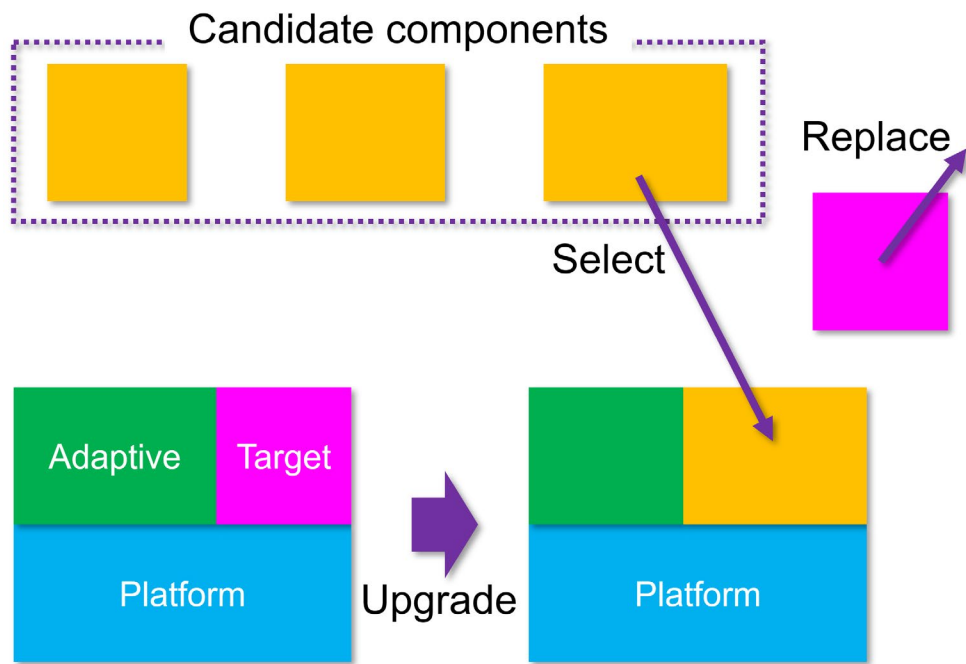 Candidate components
Replace
Select
Adaptive
Target
Platform
Upgrade
Platform